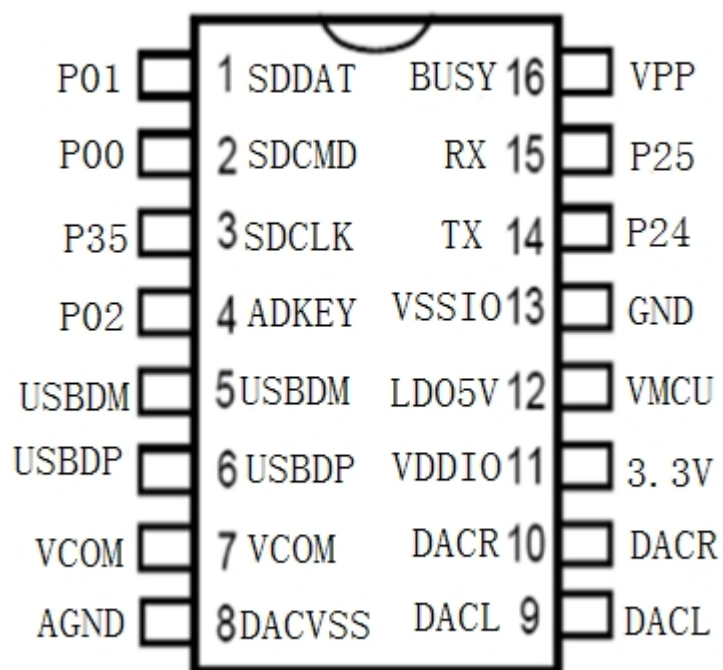 P01 1 SDDAT BUSY 16 VPP
P00 2 SDCMD RX 15 P25
P35 3 SDCLK TX 14 P24
P02 4 ADKEY VSSIO 13 GND
USBDM 5 USBDM LDO5V 12 VMCU
USBDP 6 USBDP VDDIO 11 3.3V
VCOM 7 VCOM DACR 10 DACR
AGND 8 DACVSS DACL 9 DACL